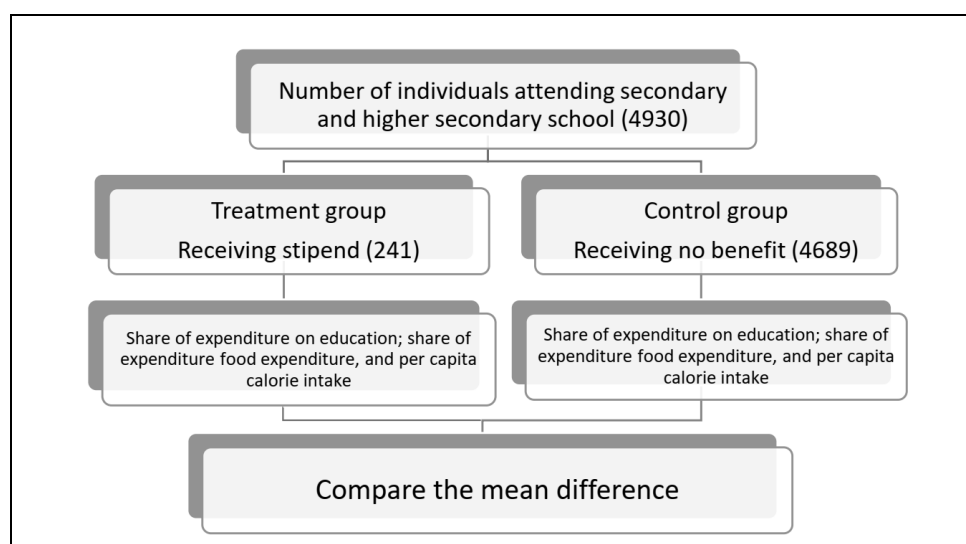 Number of individuals attending secondary
and higher secondary school (4930)
Treatment group
Receiving stipend (241)
Control group
Receiving no benefit (4689)
Share of expenditure on education; share of
expenditure food expenditure, and per capita
calorie intake
Share of expenditure on education; share of
expenditure food expenditure, and per capita
calorie intake
Compare the mean difference